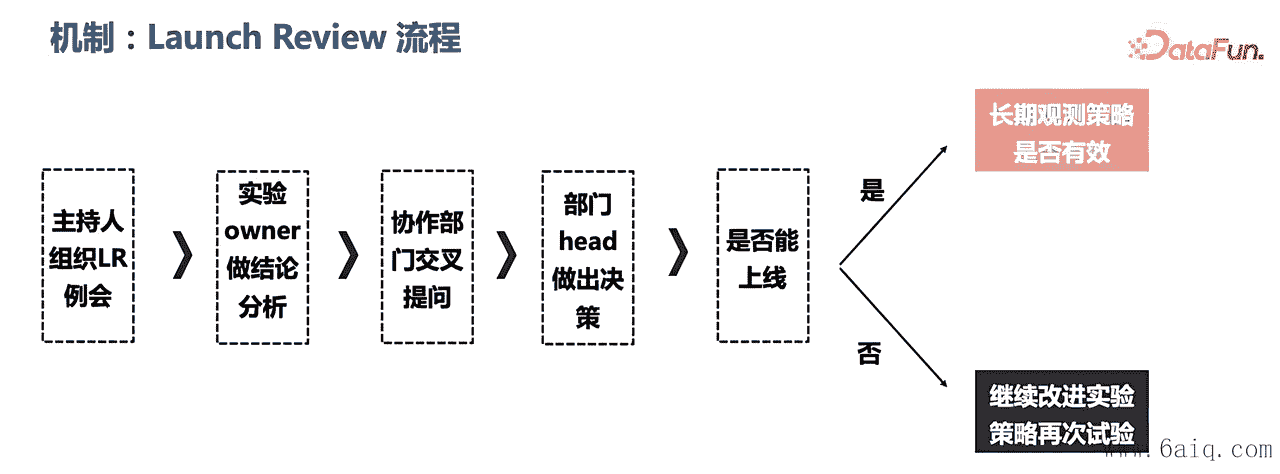 机制：Launch Review 流程
DataFun.
主持人
组织LR
例会
实验
owner
做结论
分析
协作部
门交叉
提问
部门
head
做出决
策
是否能
上线
是
否
长期观测策略
是否有效
继续改进实验
策略再次试验
www.6aiq.com